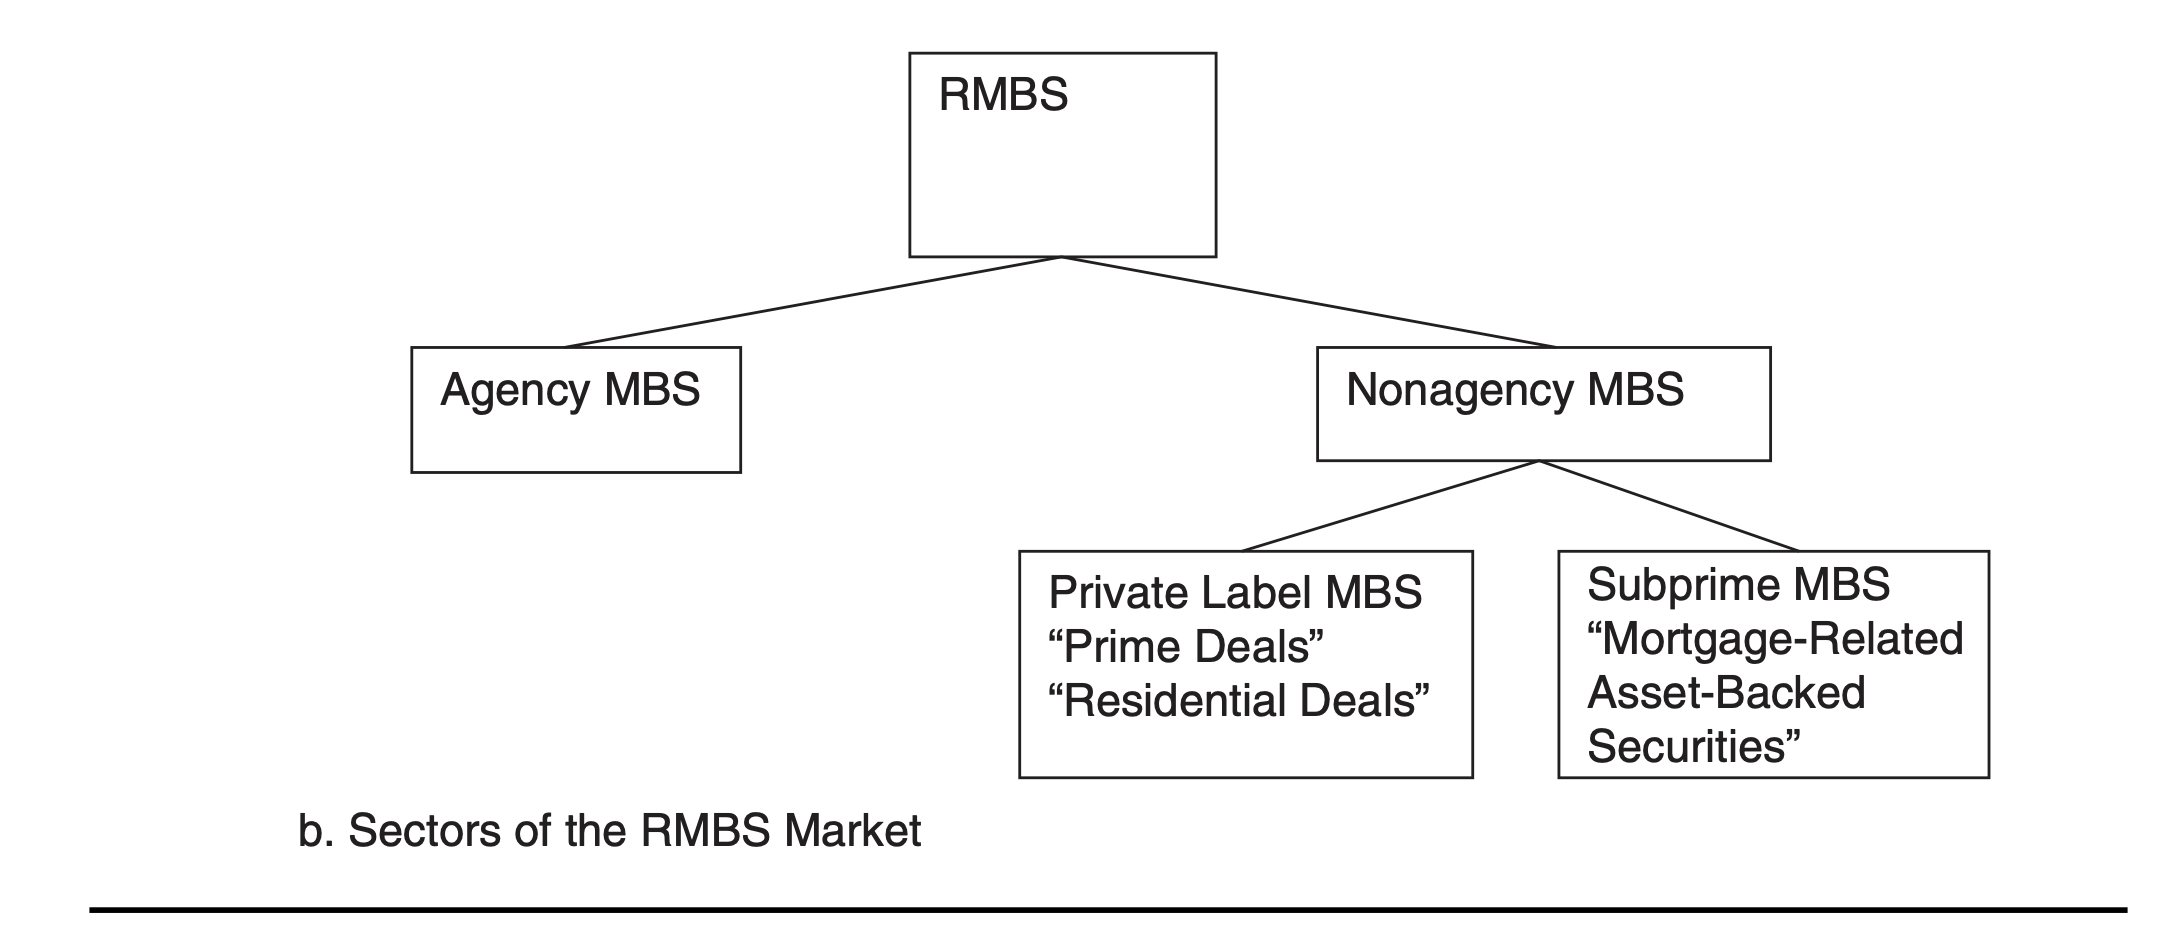 RMBS
Agency MBS
Nonagency MBS
Private Label MBS
“Prime Deals”
“Residential Deals”
Subprime MBS
“Mortgage-Related
Asset-Backed
Securities”
b. Sectors of the RMBS Market